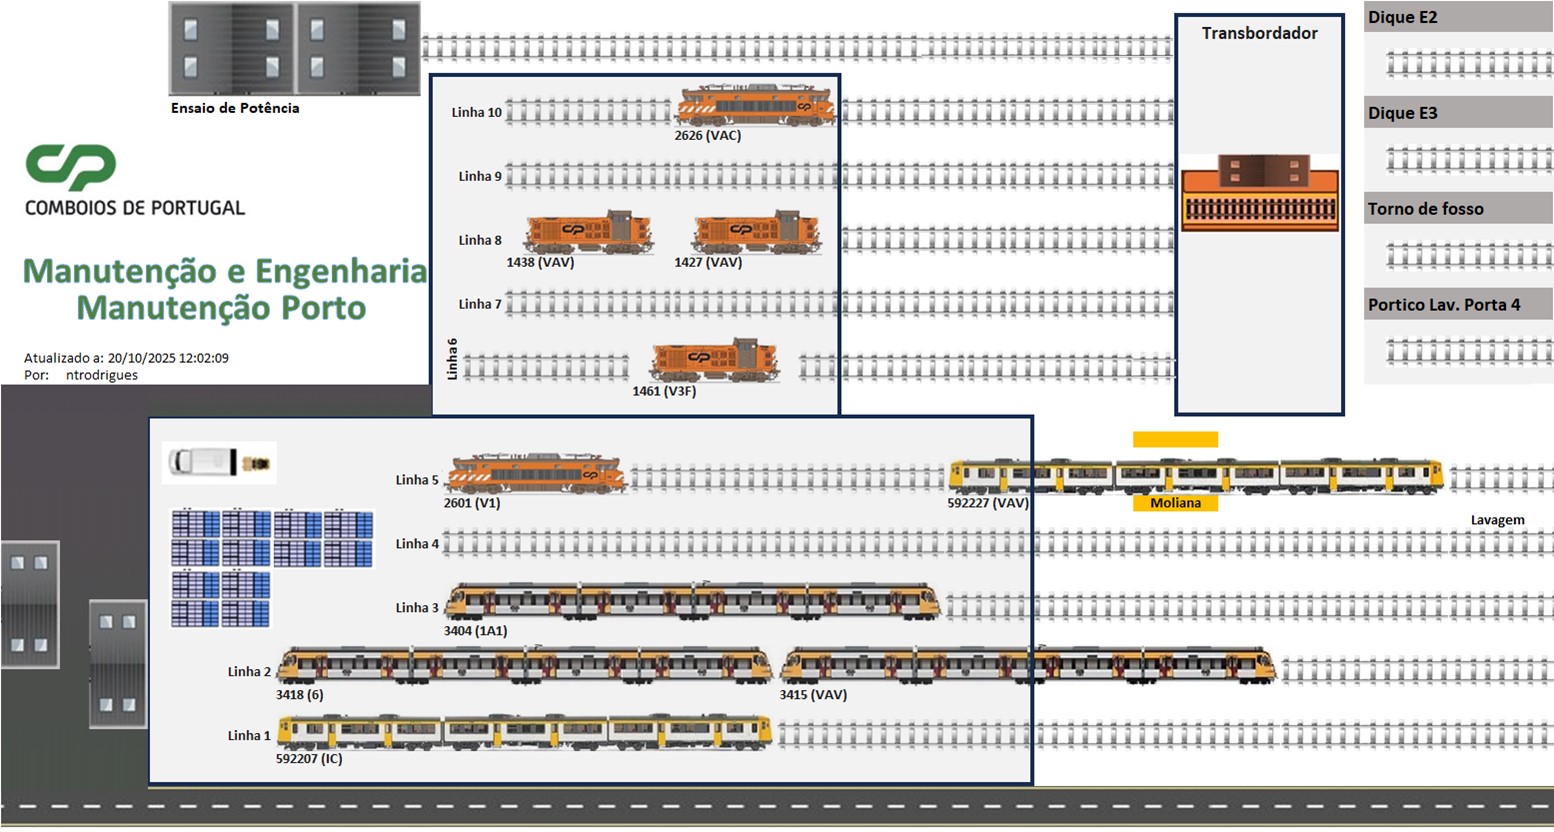 Ensaio de Potência
CP
COMBOIOS DE PORTUGAL
Manutenção e Engenharia
Manutenção Porto
Atualizado a: 20/10/2025 12:02:09
Por: ntrodrigues
Transbordador
Dique E2
Dique E3
Torno de fosso
Portico Lav. Porta 4
Linha 10
2626 (VAC)
Linha 9
Linha 8
1438 (VAV)
1427 (VAV)
Linha 7
Linha 6
1461 (V3F)
Linha 5
2601 (V1)
592227 (VAV)
Moliana
Lavagem
Linha 4
Linha 3
3404 (1A1)
Linha 2
3418 (6)
3415 (VAV)
Linha 1
592207 (IC)